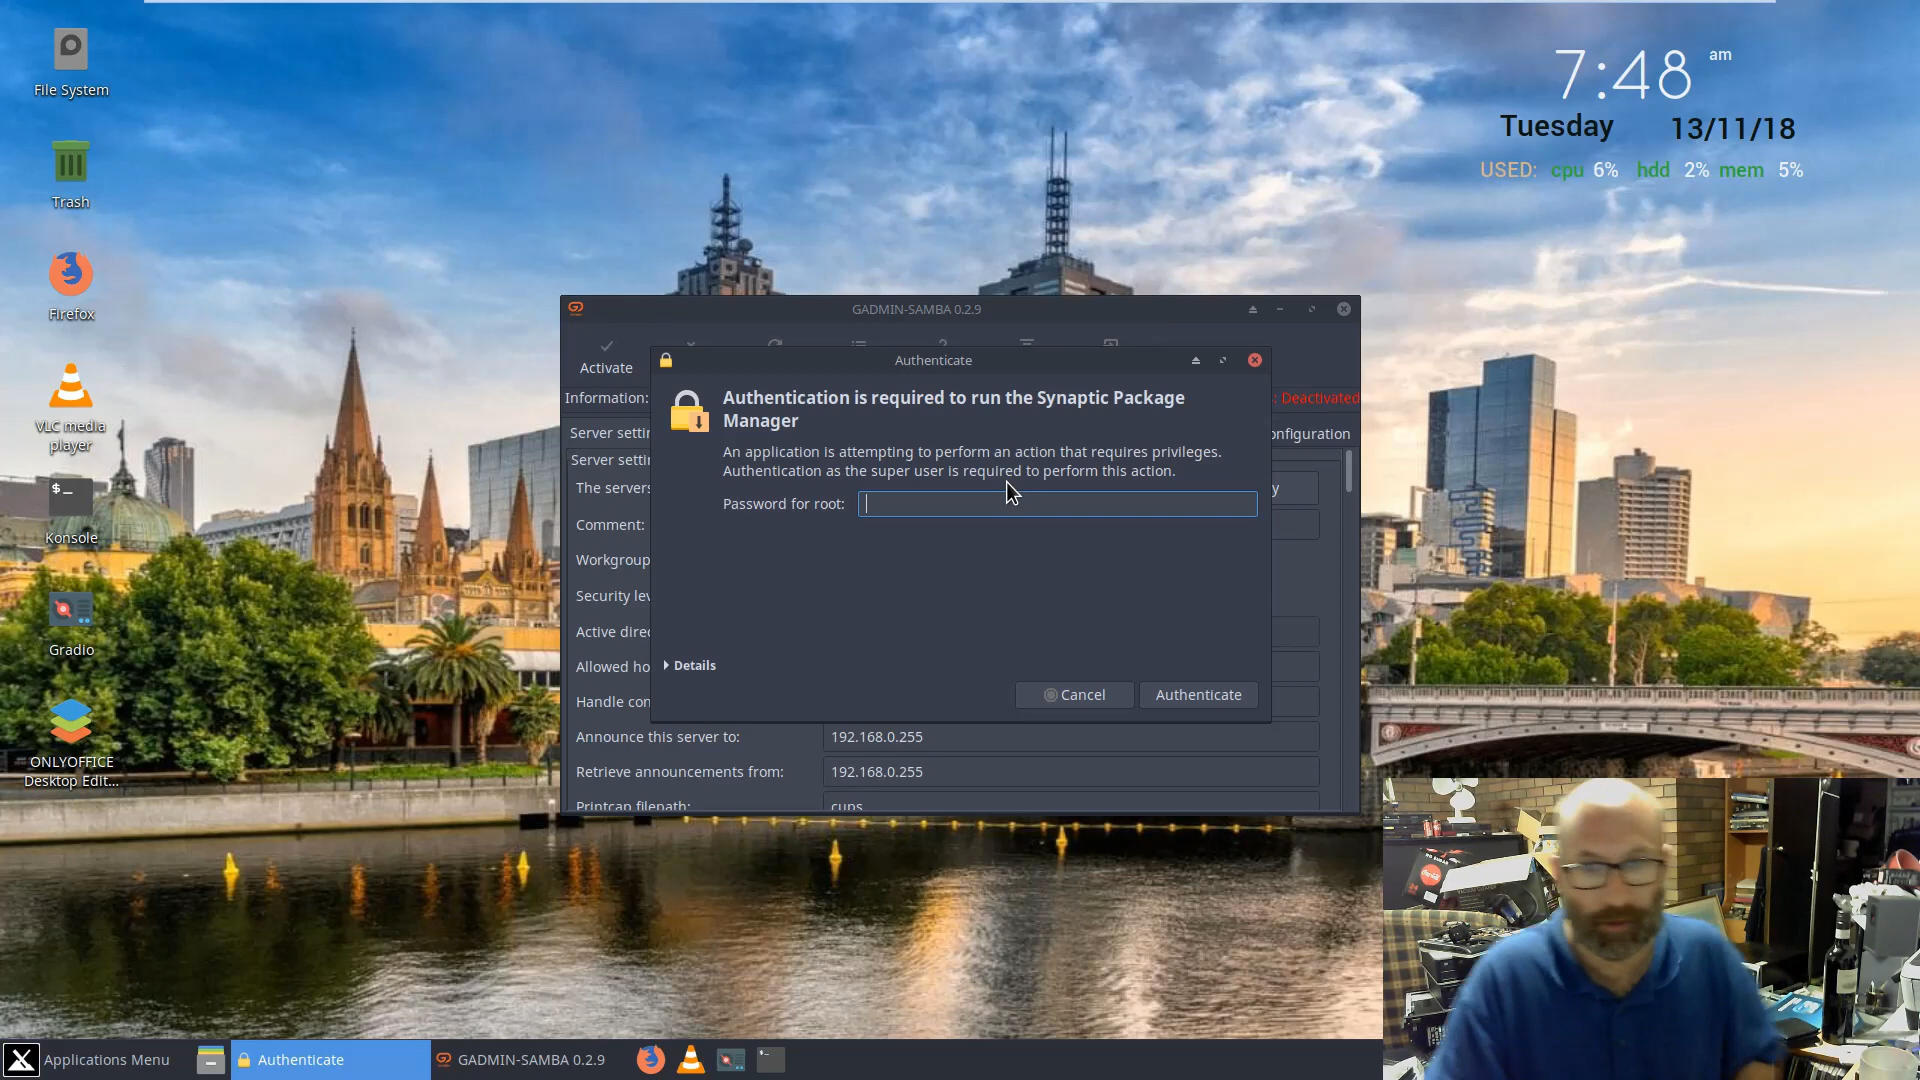 File System
Trash
Firefox
VLC media
player
$_
Konsole
Gradio
ONLYOFFICE
Desktop Edit...
7:48 am
Tuesday 13/11/18
USED: cpu 6% hdd 2% mem 5%
GADMIN-SAMBA 0.2.9
Activate
Information:
: Deactivated
Server settin
onfiguration
Server settin
The servers
y
Comment:
Workgroup
Security lev
Active direc
Allowed ho
Handle con
Announce this server to: 192.168.0.255
Retrieve announcements from: 192.168.0.255
Printcap filepath: cups
Authenticate
Authentication is required to run the Synaptic Package
Manager
An application is attempting to perform an action that requires privileges.
Authentication as the super user is required to perform this action.
Password for root:
Details
Cancel Authenticate
Applications Menu
Authenticate
GADMIN-SAMBA 0.2.9